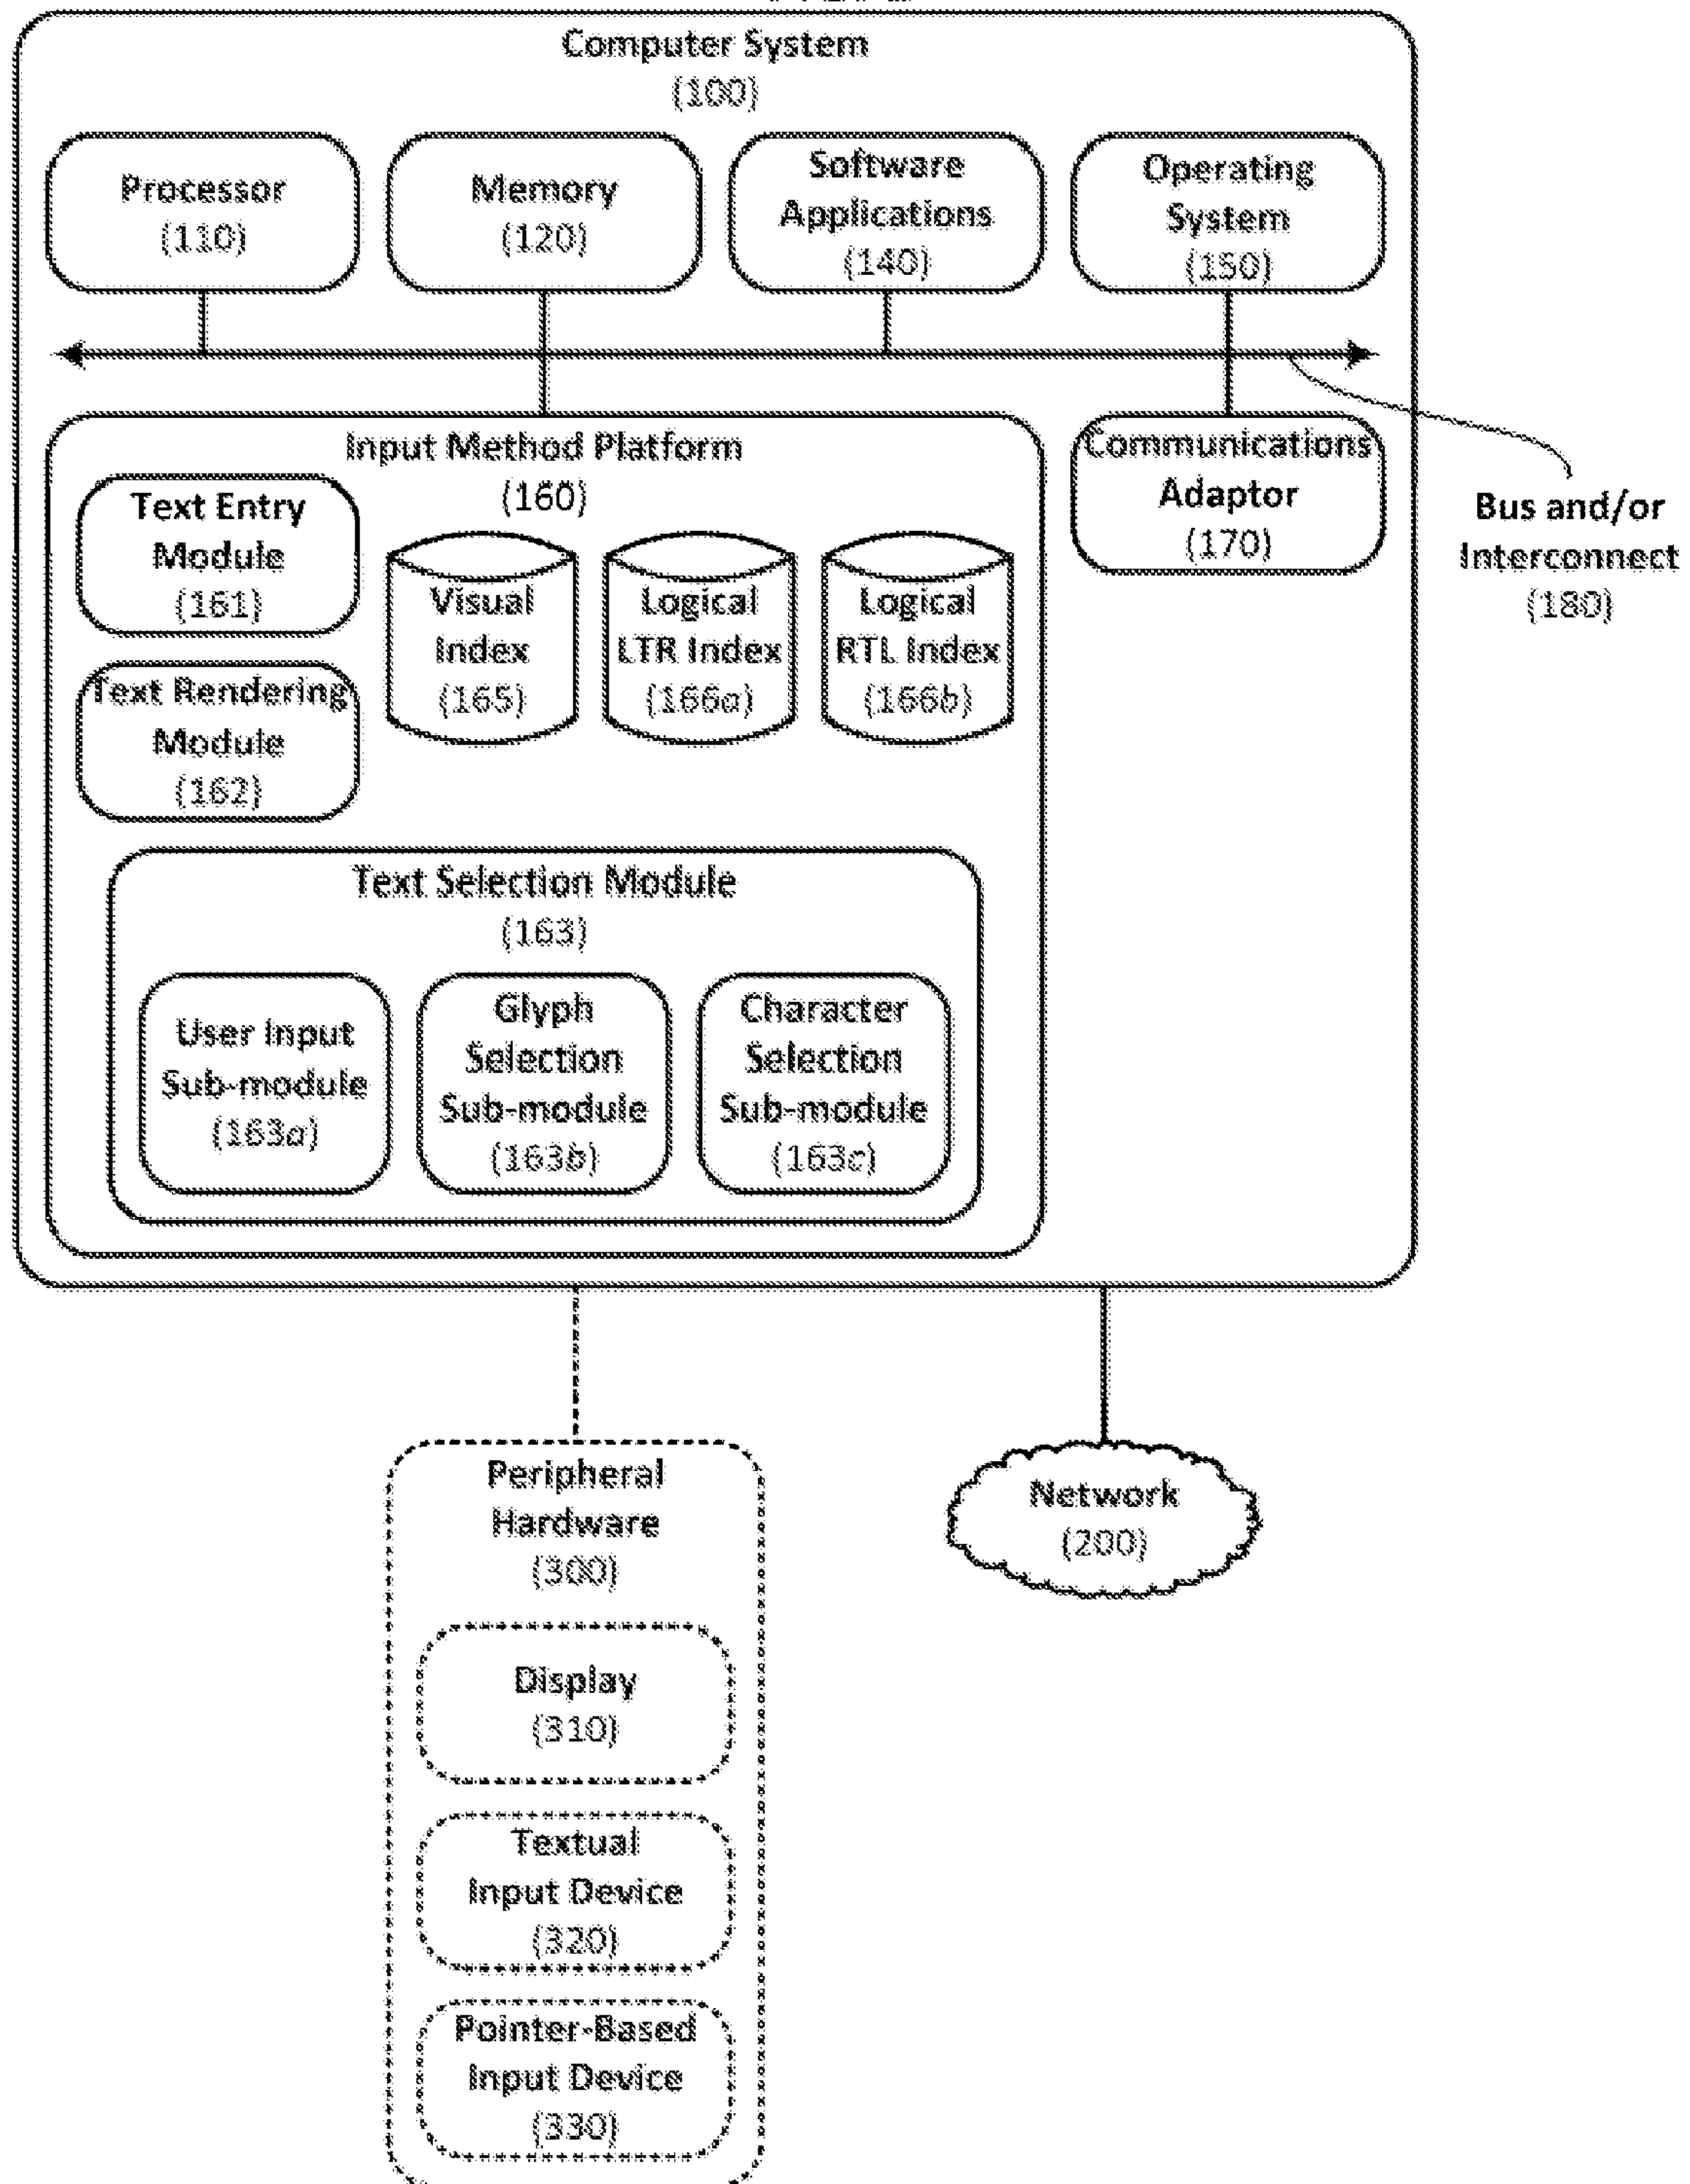 Computer System
(100)
Processor
(110)
Memory
(120)
Software
Applications
(140)
Operating
System
(150)
Input Method Platform
(160)
Communications
Adaptor
(170)
Bus and/or
Interconnect
(180)
Text Entry
Module
(161)
Text Rendering
Module
(162)
Visual
Index
(165)
Logical
LTR Index
(166a)
Logical
RTL Index
(166b)
Text Selection Module
(163)
User Input
Sub-module
(163a)
Glyph
Selection
Sub-module
(163b)
Character
Selection
Sub-module
(163c)
Peripheral
Hardware
(300)
Network
(200)
Display
(310)
Textual
Input Device
(320)
Pointer-Based
Input Device
(330)